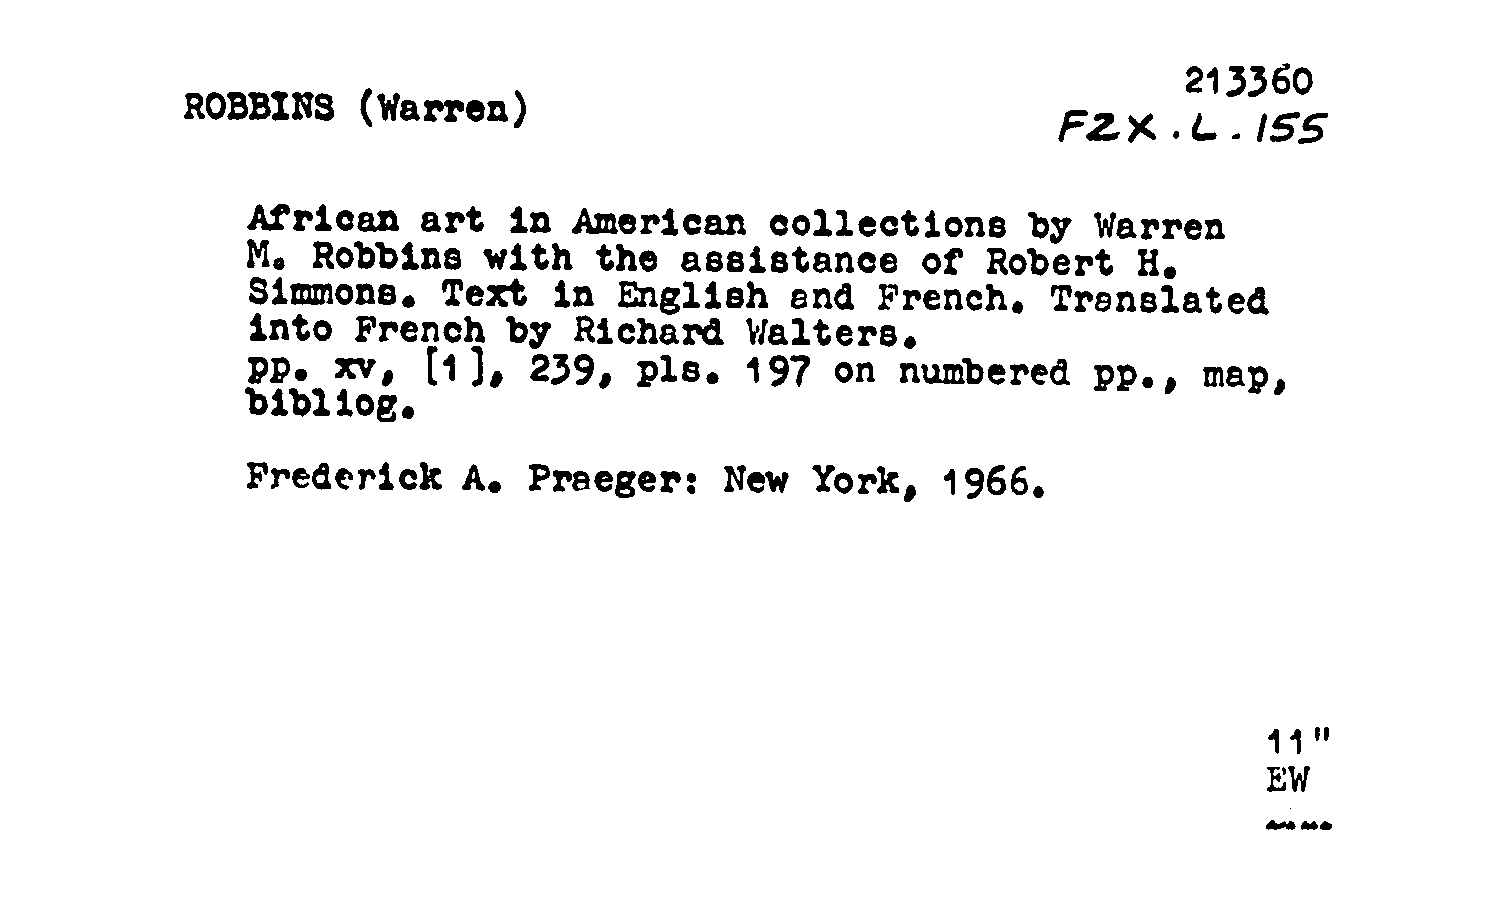 213360
ROBBINS (Warren)
FZX.L.155
African art in American collections by Warren
M. Robbins with the assistance of Robert H.
Simmons. Text in English and French. Translated
into French by Richard Walters.
pp. xv, [1], 239, pls. 197 on numbered pp., map,
bibliog.
Frederick A. Praeger: New York, 1966.
11"
EW